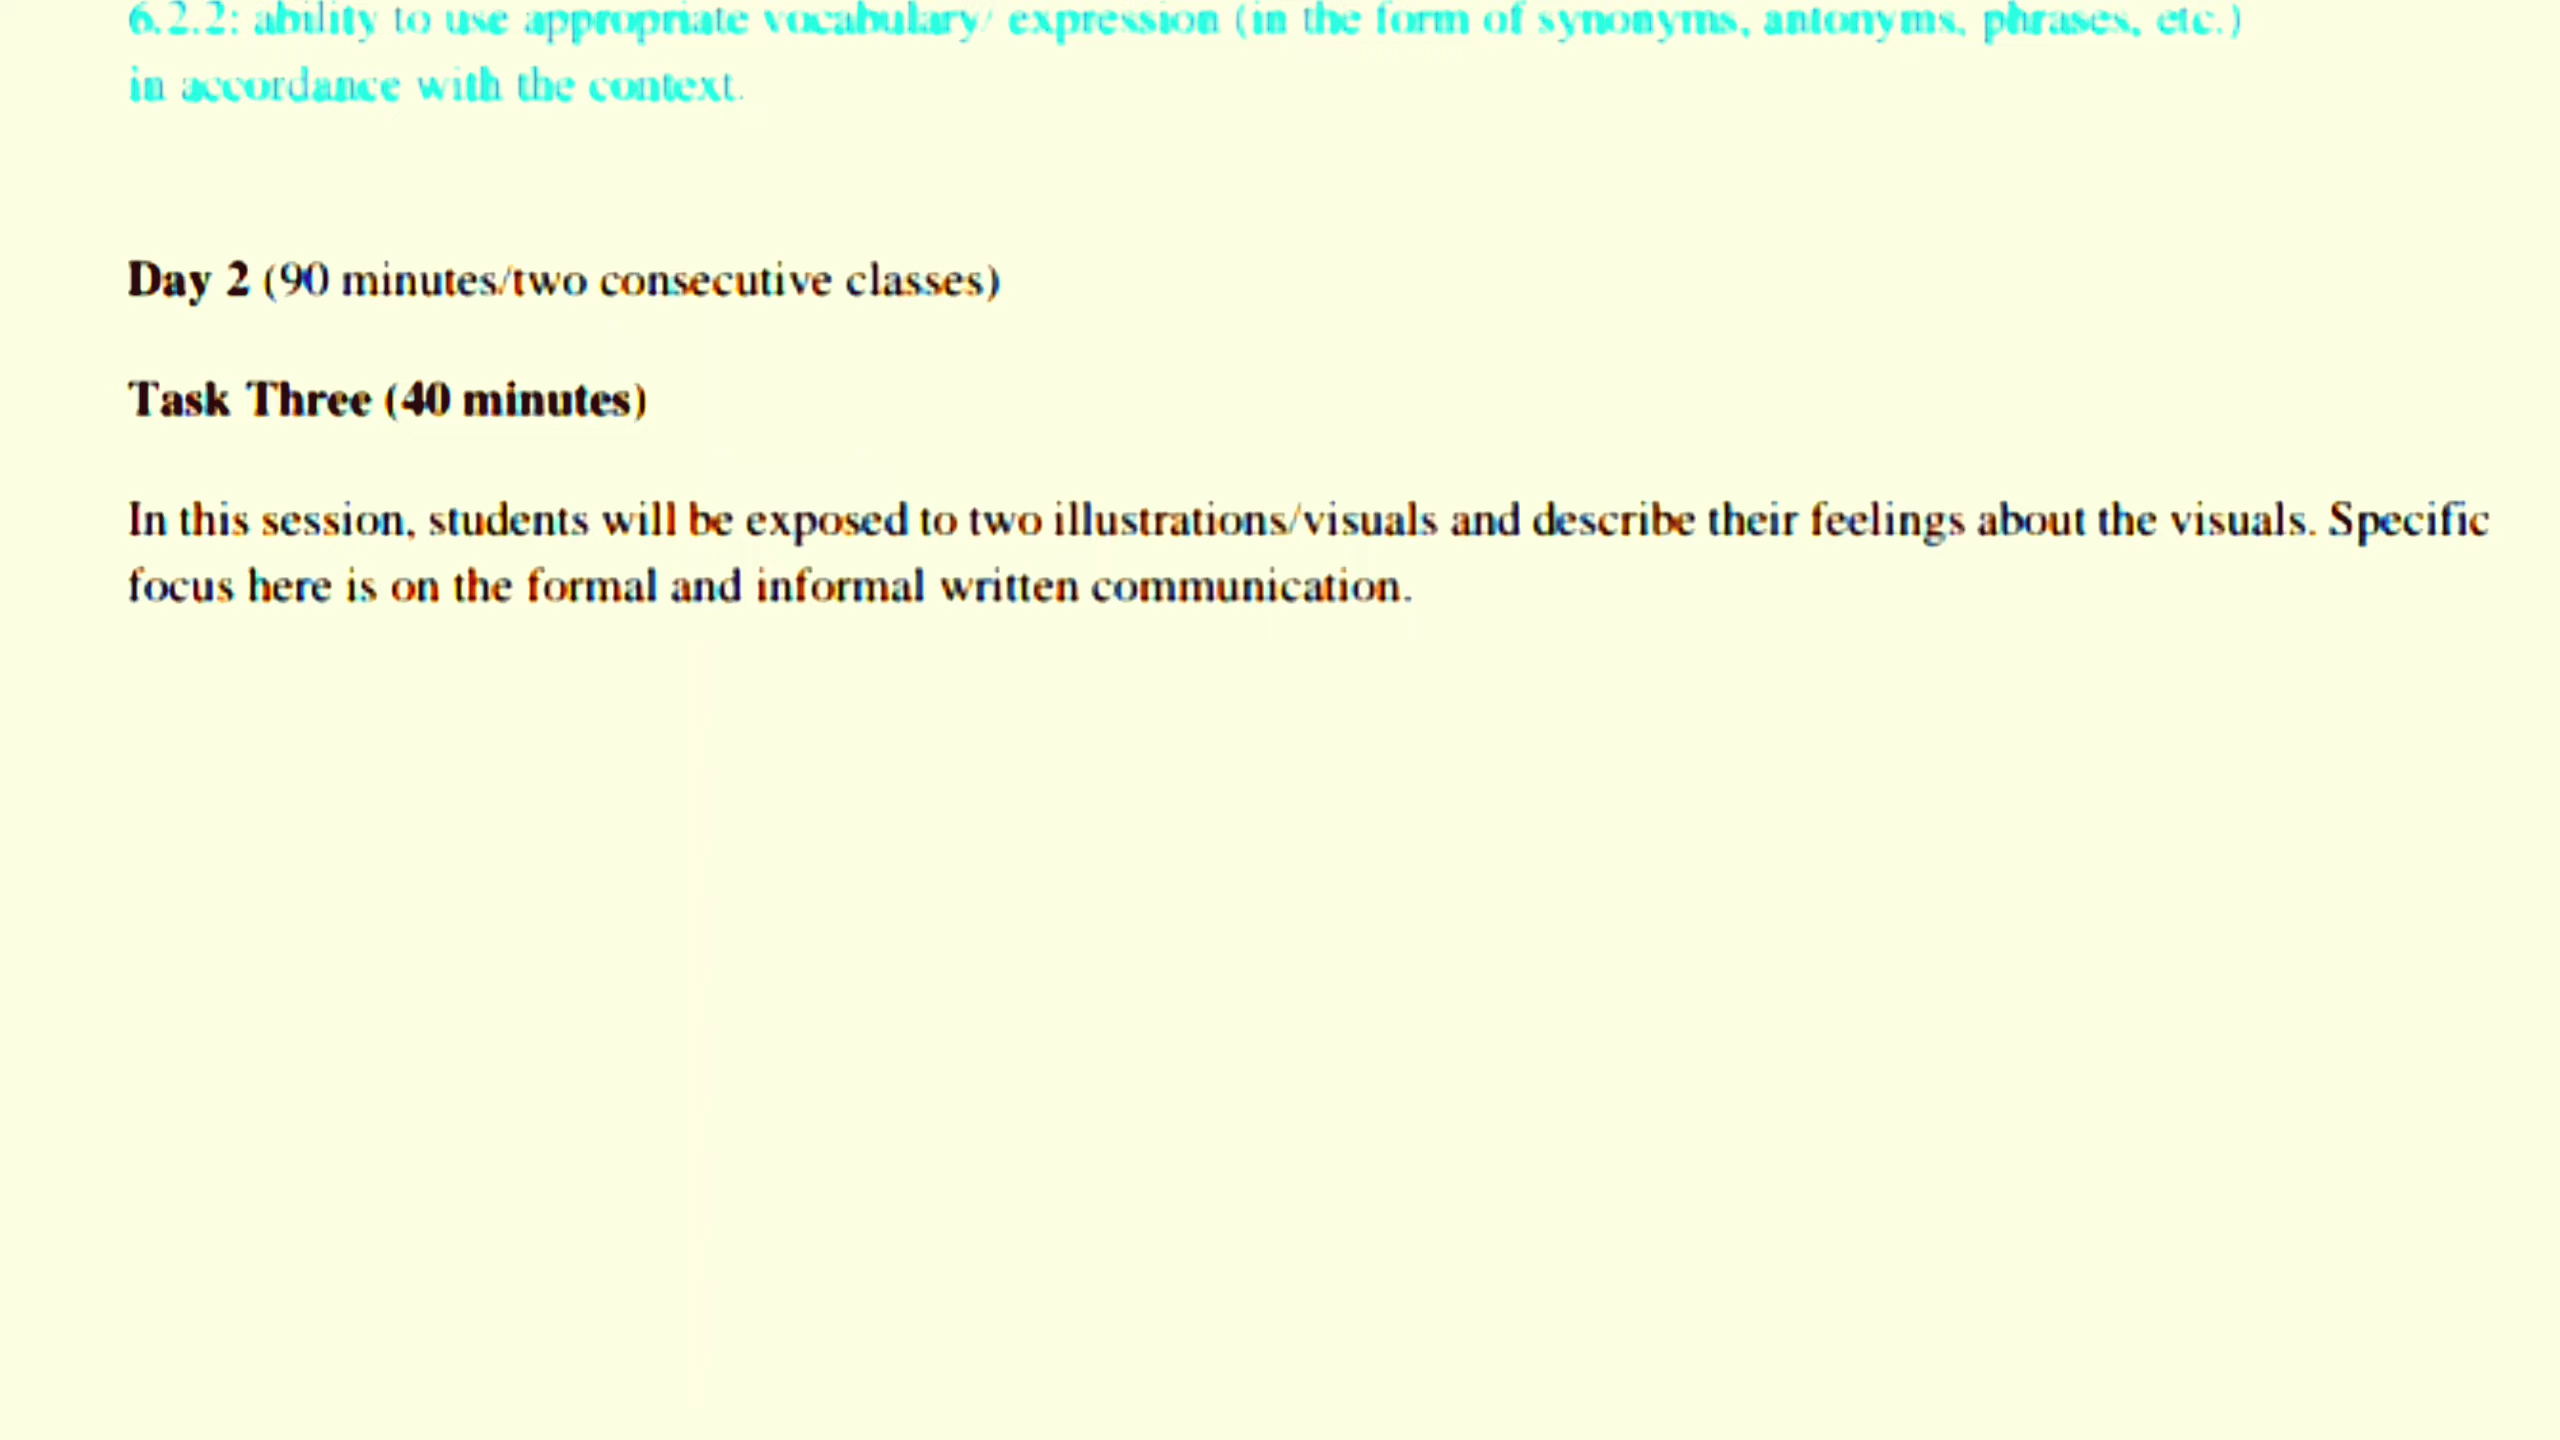 6.2.2: ability to use appropriate vocabulary/ expression (in the form of synonyms, antonyms, phrases, etc.)
in accordance with the context.
Day 2 (90 minutes/two consecutive classes)
Task Three (40 minutes)
In this session, students will be exposed to two illustrations/visuals and describe their feelings about the visuals. Specific
focus here is on the formal and informal written communication.